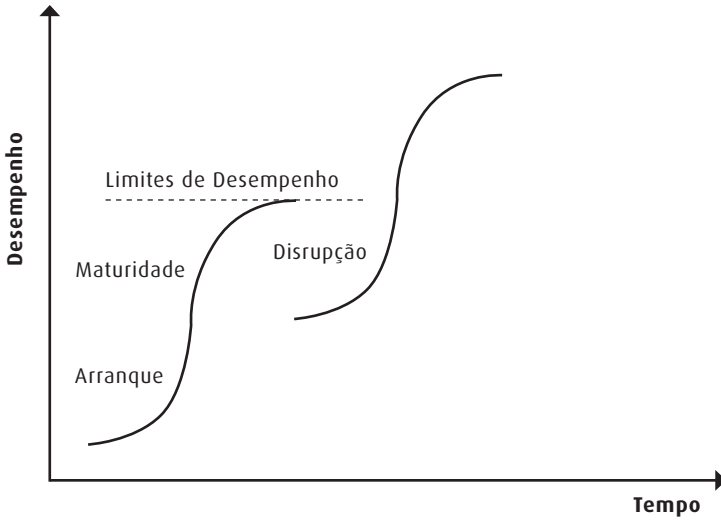 Desempenho
Limites de Desempenho
Disrupção
Maturidade
Arranque
Tempo